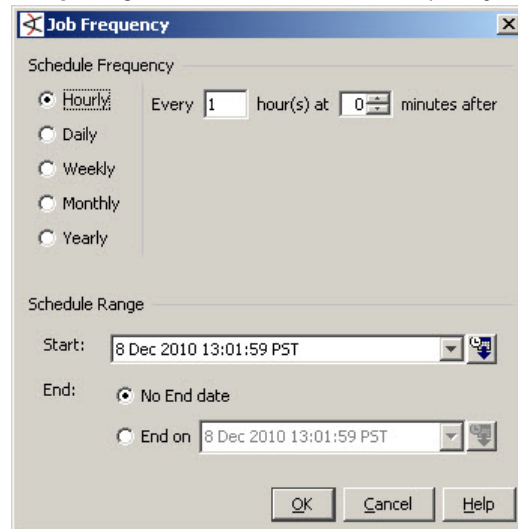 Job Frequency
Schedule Frequency
Hourly Every 1 hour(s) at 0 minutes after
Daily
Weekly
Monthly
Yearly
Schedule Range
Start: 8 Dec 2010 13:01:59 PST
End: No End date
End on 8 Dec 2010 13:01:59 PST
OK Cancel Help